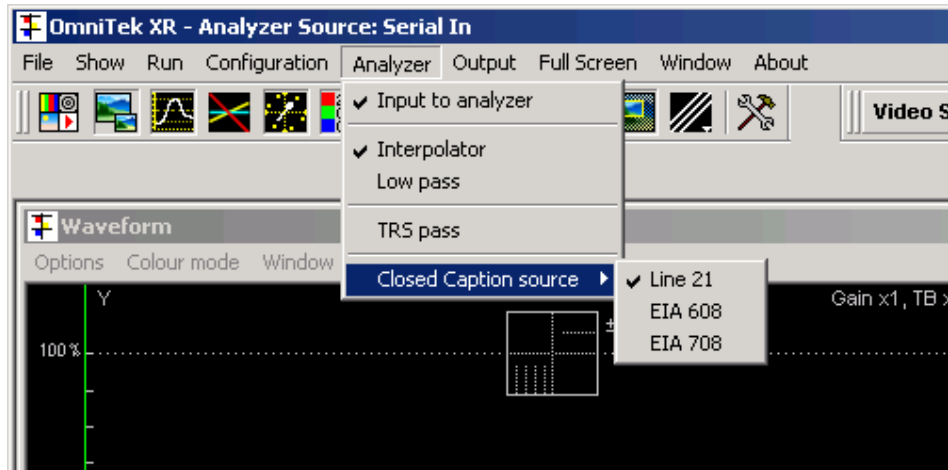 OmniTek XR - Analyzer Source: Serial In
File Show Run Configuration Analyzer Output Full Screen Window About
Video S
Input to analyzer
Interpolator
Low pass
TRS pass
Closed Caption source
Line 21
EIA 608
EIA 708
Waveform
Options Colour mode Window
Y
Gain x1, TB x
100%
±